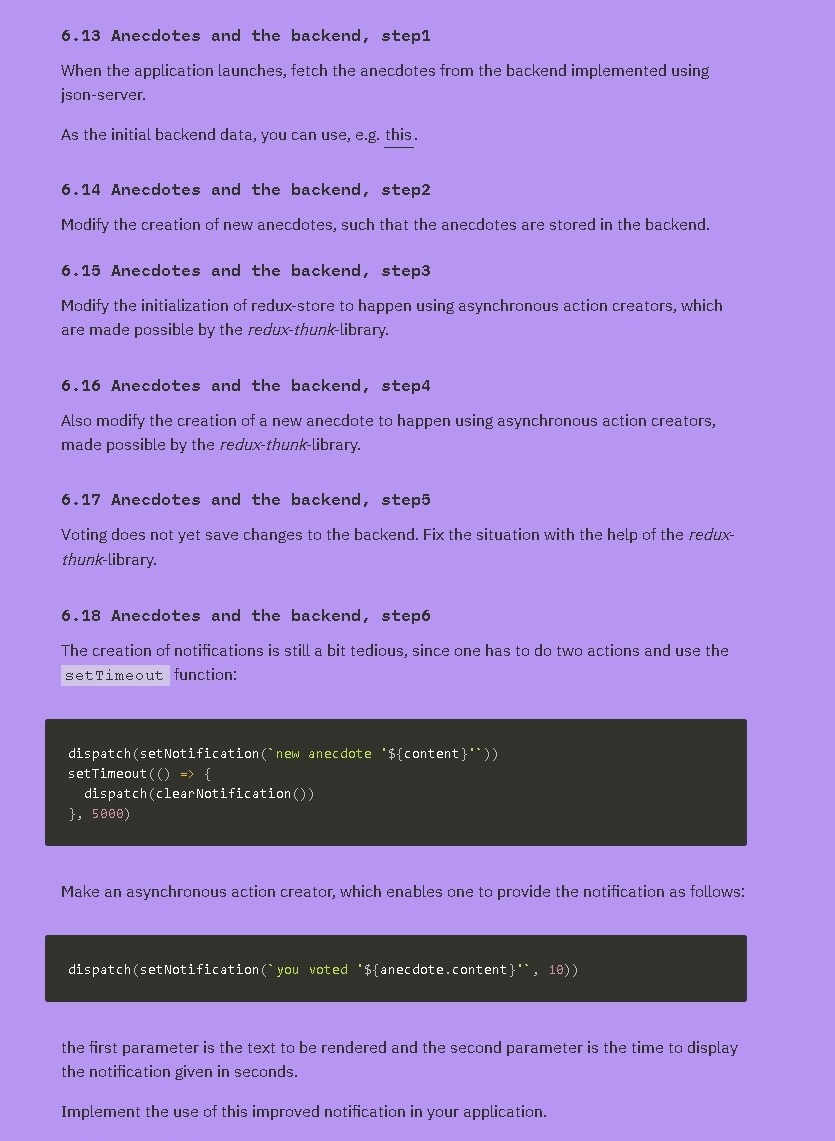 6.13 Anecdotes and the backend, step1
When the application launches, fetch the anecdotes from the backend implemented using
json-server.
As the initial backend data, you can use, e.g. this.
6.14 Anecdotes and the backend, step2
Modify the creation of new anecdotes, such that the anecdotes are stored in the backend.
6.15 Anecdotes and the backend, step3
Modify the initialization of redux-store to happen using asynchronous action creators, which
are made possible by the redux-thunk-library.
6.16 Anecdotes and the backend, step4
Also modify the creation of a new anecdote to happen using asynchronous action creators,
made possible by the redux-thunk-library.
6.17 Anecdotes and the backend, step5
Voting does not yet save changes to the backend. Fix the situation with the help of the redux-
thunk-library.
6.18 Anecdotes and the backend, step6
The creation of notifications is still a bit tedious, since one has to do two actions and use the
setTimeout function:
dispatch(setNotification(`new anecdote '${content}'`))
setTimeout(() => {
  dispatch(clearNotification())
}, 5000)
Make an asynchronous action creator, which enables one to provide the notification as follows:
dispatch(setNotification(`you voted '${anecdote.content}'`, 10))
the first parameter is the text to be rendered and the second parameter is the time to display
the notification given in seconds.
Implement the use of this improved notification in your application.